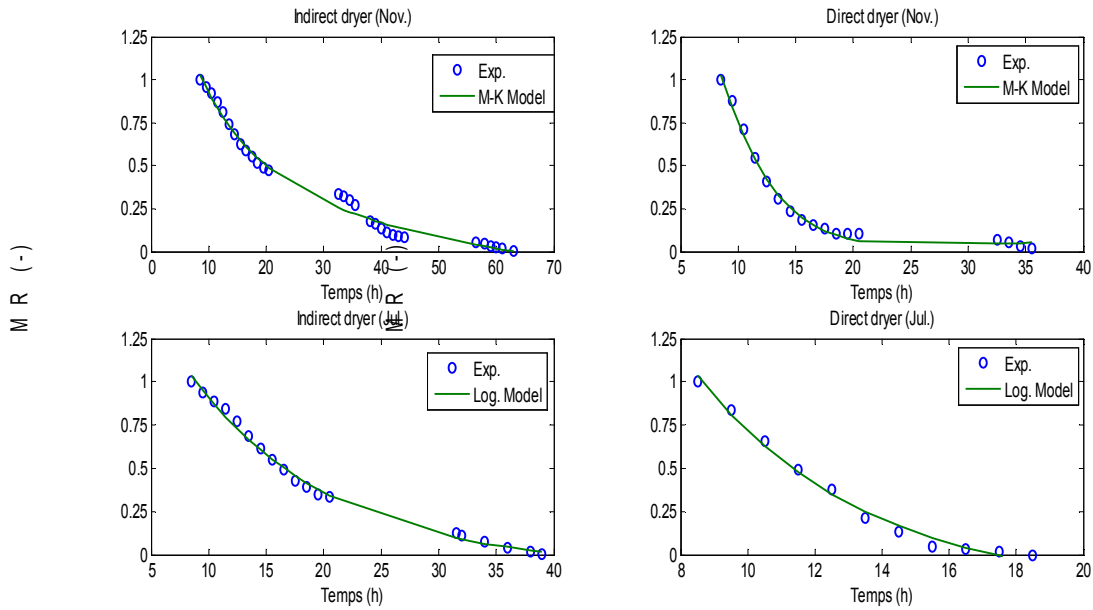 Indirect dryer (Nov.)
1.25
1
0.75
0.5
0.25
0
0 10 20 30 40 50 60 70
Temps (h)
Exp.
M-K Model
Direct dryer (Nov.)
1.25
1
0.75
0.5
0.25
0
5 10 15 20 25 30 35 40
Temps (h)
Exp.
M-K Model
MR (-)
MR (-)
Indirect dryer (Jul.)
1.25
1
0.75
0.5
0.25
0
5 10 15 20 25 30 35 40
Temps (h)
Exp.
Log. Model
Direct dryer (Jul.)
1.25
1
0.75
0.5
0.25
0
8 10 12 14 16 18 20
Temps (h)
Exp.
Log. Model